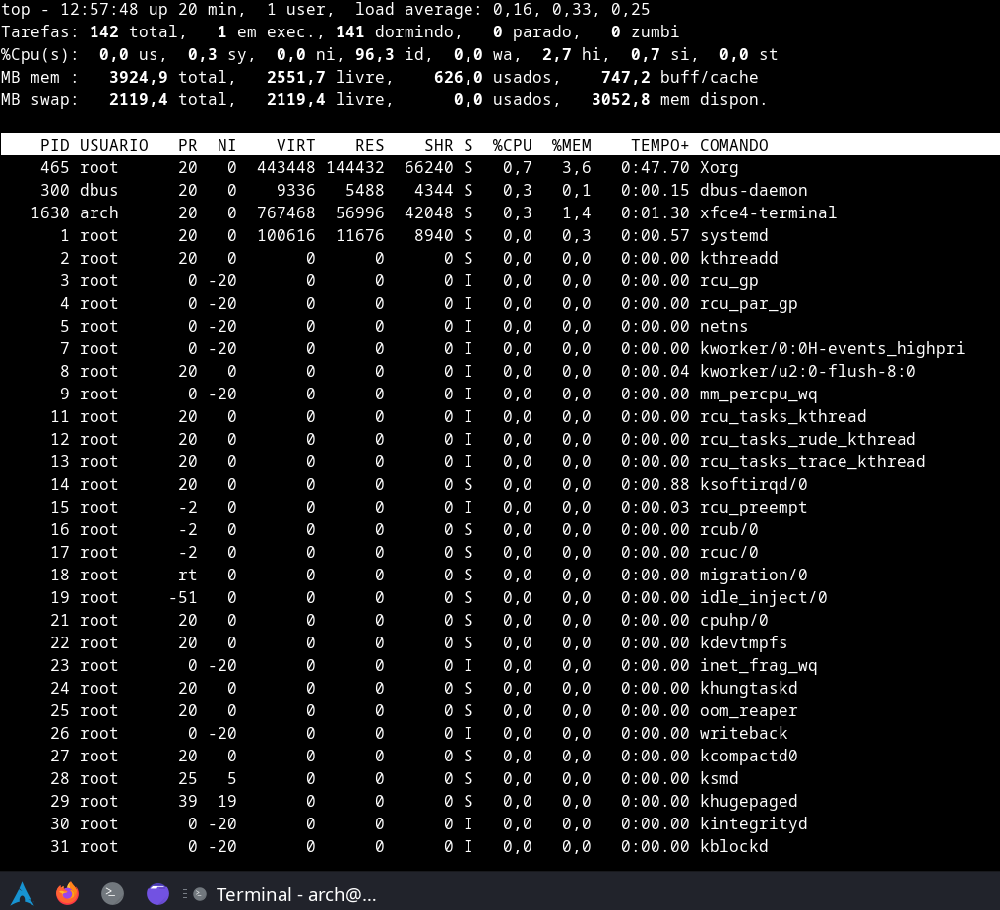 top - 12:57:48 up 20 min,  1 user,  load average: 0,16, 0,33, 0,25
Tarefas: 142 total,   1 em exec., 141 dormindo,   0 parado,   0 zumbi
%Cpu(s):  0,0 us,  0,3 sy,  0,0 ni, 96,3 id,  0,0 wa,  2,7 hi,  0,7 si,  0,0 st
MB mem :   3924,9 total,   2551,7 livre,    626,0 usados,    747,2 buff/cache
MB swap:   2119,4 total,   2119,4 livre,      0,0 usados,   3052,8 mem dispon.
PID USUARIO   PR  NI    VIRT    RES    SHR S  %CPU  %MEM    TEMPO+ COMANDO
465 root      20   0  443448 144432  66240 S   0,7   3,6   0:47.70 Xorg
300 dbus      20   0    9336   5488   4344 S   0,3   0,1   0:00.15 dbus-daemon
1630 arch      20   0  767468  56996  42048 S   0,3   1,4   0:01.30 xfce4-terminal
1 root      20   0  100616  11676   8940 S   0,0   0,3   0:00.57 systemd
2 root      20   0       0      0      0 S   0,0   0,0   0:00.00 kthreadd
3 root       0 -20       0      0      0 I   0,0   0,0   0:00.00 rcu_gp
4 root       0 -20       0      0      0 I   0,0   0,0   0:00.00 rcu_par_gp
5 root       0 -20       0      0      0 I   0,0   0,0   0:00.00 netns
7 root       0 -20       0      0      0 I   0,0   0,0   0:00.00 kworker/0:0H-events_highpri
8 root      20   0       0      0      0 I   0,0   0,0   0:00.04 kworker/u2:0-flush-8:0
9 root       0 -20       0      0      0 I   0,0   0,0   0:00.00 mm_percpu_wq
11 root      20   0       0      0      0 I   0,0   0,0   0:00.00 rcu_tasks_kthread
12 root      20   0       0      0      0 I   0,0   0,0   0:00.00 rcu_tasks_rude_kthread
13 root      20   0       0      0      0 I   0,0   0,0   0:00.00 rcu_tasks_trace_kthread
14 root      20   0       0      0      0 S   0,0   0,0   0:00.88 ksoftirqd/0
15 root      -2   0       0      0      0 I   0,0   0,0   0:00.03 rcu_preempt
16 root      -2   0       0      0      0 S   0,0   0,0   0:00.00 rcub/0
17 root      -2   0       0      0      0 S   0,0   0,0   0:00.00 rcuc/0
18 root      rt   0       0      0      0 S   0,0   0,0   0:00.00 migration/0
19 root     -51   0       0      0      0 S   0,0   0,0   0:00.00 idle_inject/0
21 root      20   0       0      0      0 S   0,0   0,0   0:00.00 cpuhp/0
22 root      20   0       0      0      0 S   0,0   0,0   0:00.00 kdevtmpfs
23 root       0 -20       0      0      0 I   0,0   0,0   0:00.00 inet_frag_wq
24 root      20   0       0      0      0 S   0,0   0,0   0:00.00 khungtaskd
25 root      20   0       0      0      0 S   0,0   0,0   0:00.00 oom_reaper
26 root       0 -20       0      0      0 I   0,0   0,0   0:00.00 writeback
27 root      20   0       0      0      0 S   0,0   0,0   0:00.00 kcompactd0
28 root      25   5       0      0      0 S   0,0   0,0   0:00.00 ksmd
29 root      39  19       0      0      0 S   0,0   0,0   0:00.00 khugepaged
30 root       0 -20       0      0      0 I   0,0   0,0   0:00.00 kintegrityd
31 root       0 -20       0      0      0 I   0,0   0,0   0:00.00 kblockd
Terminal - arch@...